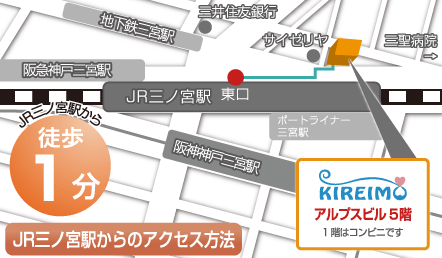 三井住友銀行
地下鉄三宮駅
サイゼリヤ
三聖病院
→
阪急神戸三宮駅
JR三ノ宮駅
東口
ポートライナー
三宮駅
JR三ノ宮駅から
徒歩
1分
阪神神戸三宮駅
KIREIMO
アルプスビル5階
1階はコンビニです
JR三ノ宮駅からのアクセス方法